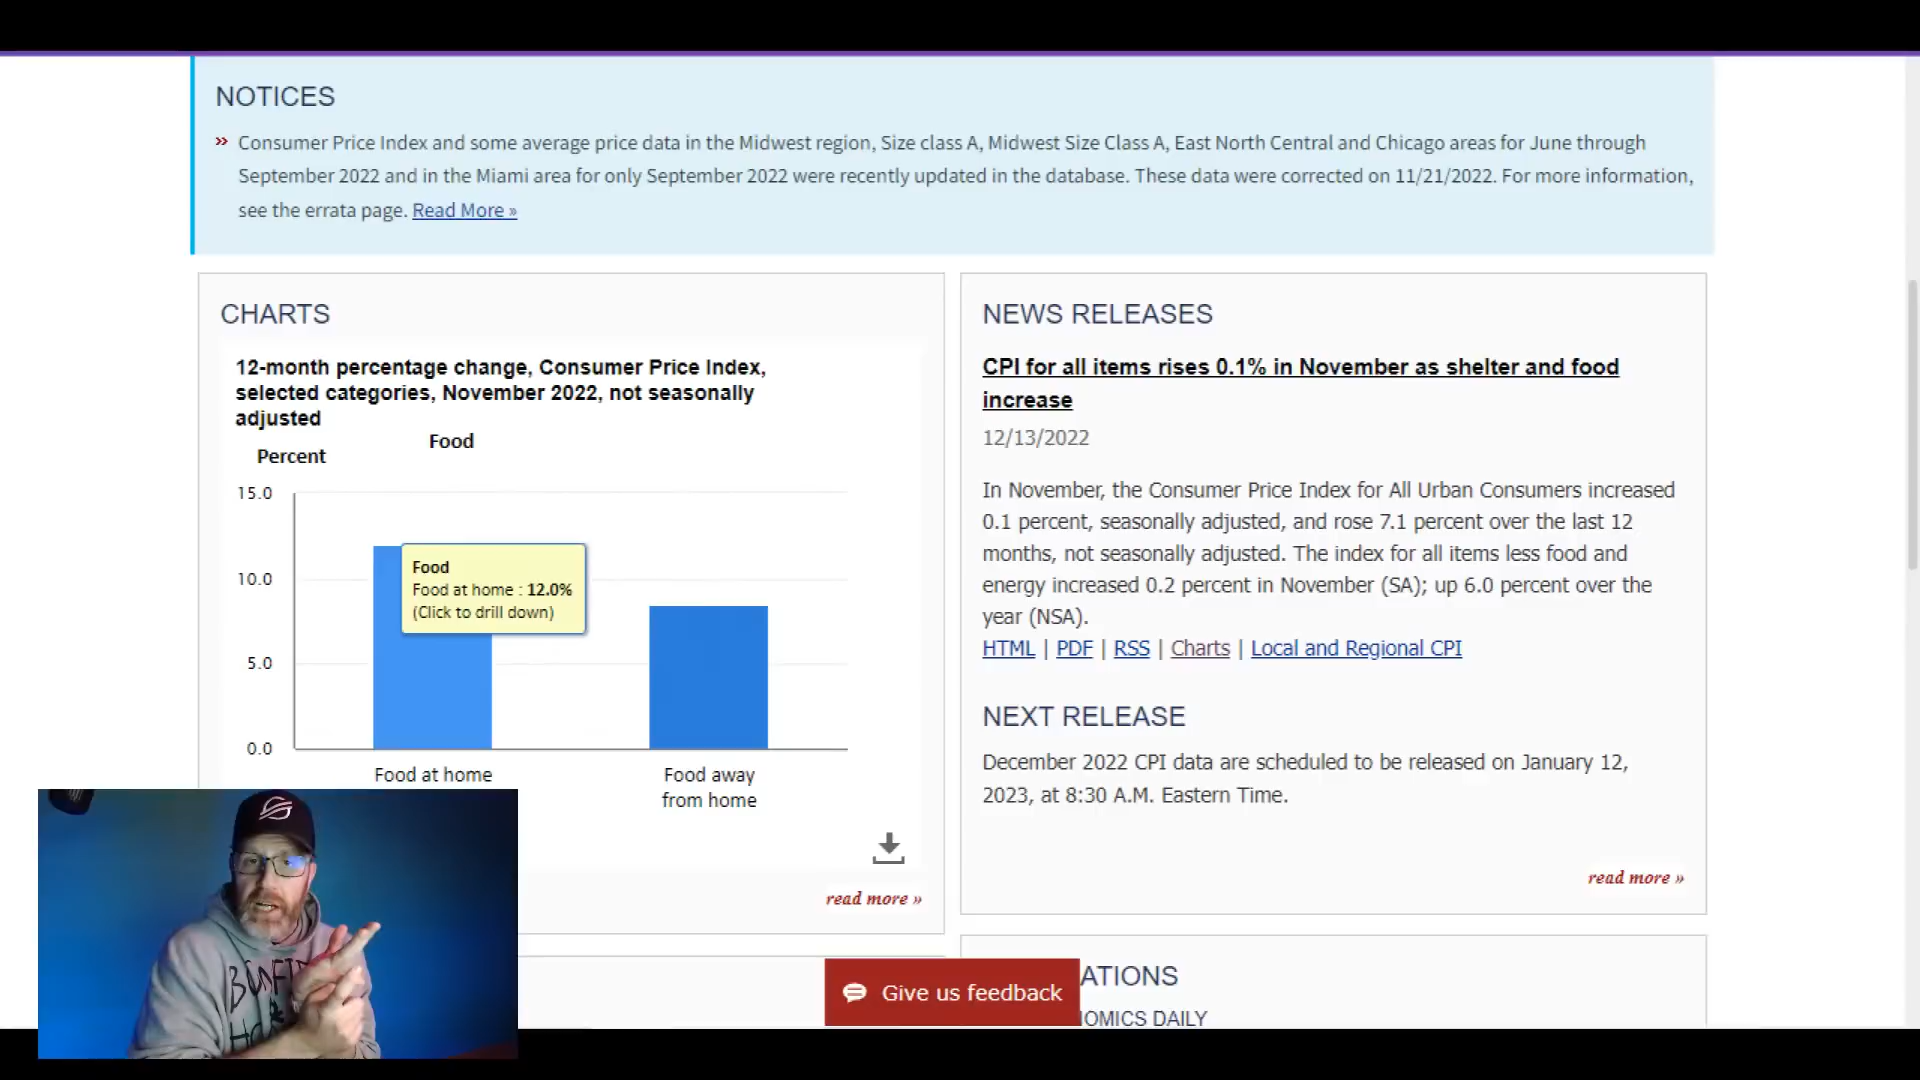 NOTICES
» Consumer Price Index and some average price data in the Midwest region, Size class A, Midwest Size Class A, East North Central and Chicago areas for June through
September 2022 and in the Miami area for only September 2022 were recently updated in the database. These data were corrected on 11/21/2022. For more information,
see the errata page. Read More »
CHARTS
12-month percentage change, Consumer Price Index,
selected categories, November 2022, not seasonally
adjusted
Food
Percent
15.0
10.0
5.0
0.0
Food
Food at home : 12.0%
(Click to drill down)
Food at home
Food away
from home
read more »
NEWS RELEASES
CPI for all items rises 0.1% in November as shelter and food
increase
12/13/2022
In November, the Consumer Price Index for All Urban Consumers increased
0.1 percent, seasonally adjusted, and rose 7.1 percent over the last 12
months, not seasonally adjusted. The index for all items less food and
energy increased 0.2 percent in November (SA); up 6.0 percent over the
year (NSA).
HTML | PDF | RSS | Charts | Local and Regional CPI
NEXT RELEASE
December 2022 CPI data are scheduled to be released on January 12,
2023, at 8:30 A.M. Eastern Time.
read more »
Give us feedback
ATIONS
OMICS DAILY